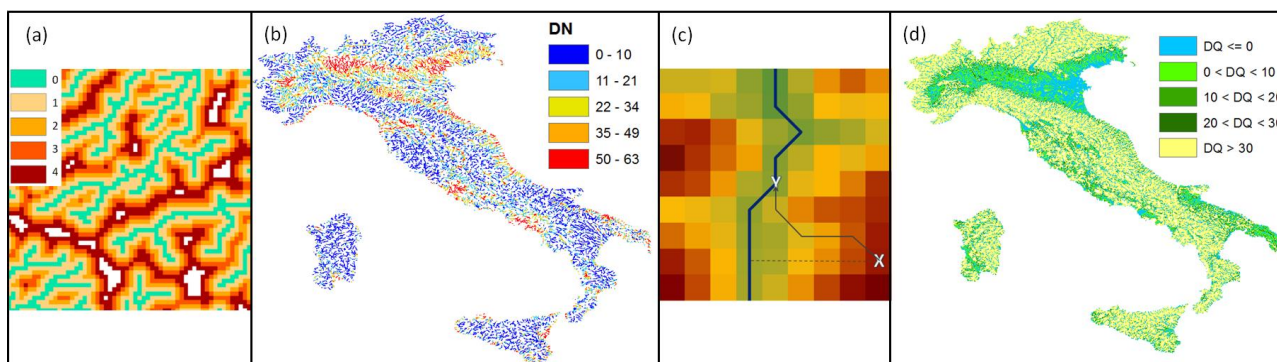 (a)
0
1
2
3
4
(b)
DN
0 - 10
11 - 21
22 - 34
35 - 49
50 - 63
(c)
Y
X
(d)
DQ <= 0
0 < DQ < 10
10 < DQ < 20
20 < DQ < 30
DQ > 30